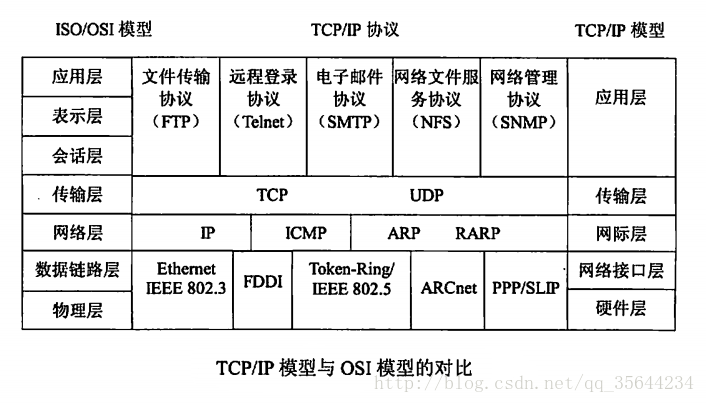 ISO/OSI 模型 TCP/IP 协议 TCP/IP 模型
应用层
表示层
会话层
文件传输
协议
（FTP）
远程登录
协议
（Telnet）
电子邮件
协议
（SMTP）
网络文件服
务协议
（NFS）
网络管理
协议
（SNMP）
应用层
传输层 TCP UDP 传输层
网络层 IP ICMP ARP RARP 网际层
数据链路层
物理层
Ethernet
IEEE 802.3
FDDI
Token-Ring/
IEEE 802.5
ARCnet
PPP/SLIP
网络接口层
硬件层
TCP/IP 模型与 OSI 模型的对比
http://blog.csdn.net/qq_35644234